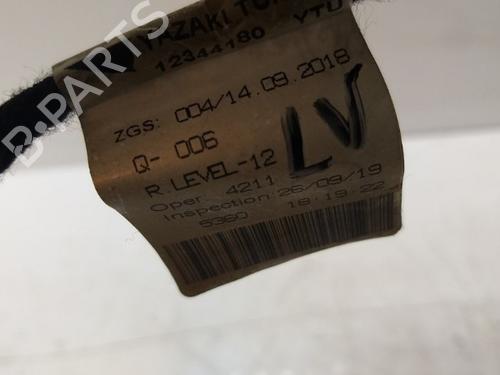 YAZAKI
12344180 YTU
ZGS: 004/14.09.2018
Q- 006
R LEVEL-12
LV
Oper 4211
Inspection 26/09/19
5360 18:19:22
B-PARTS